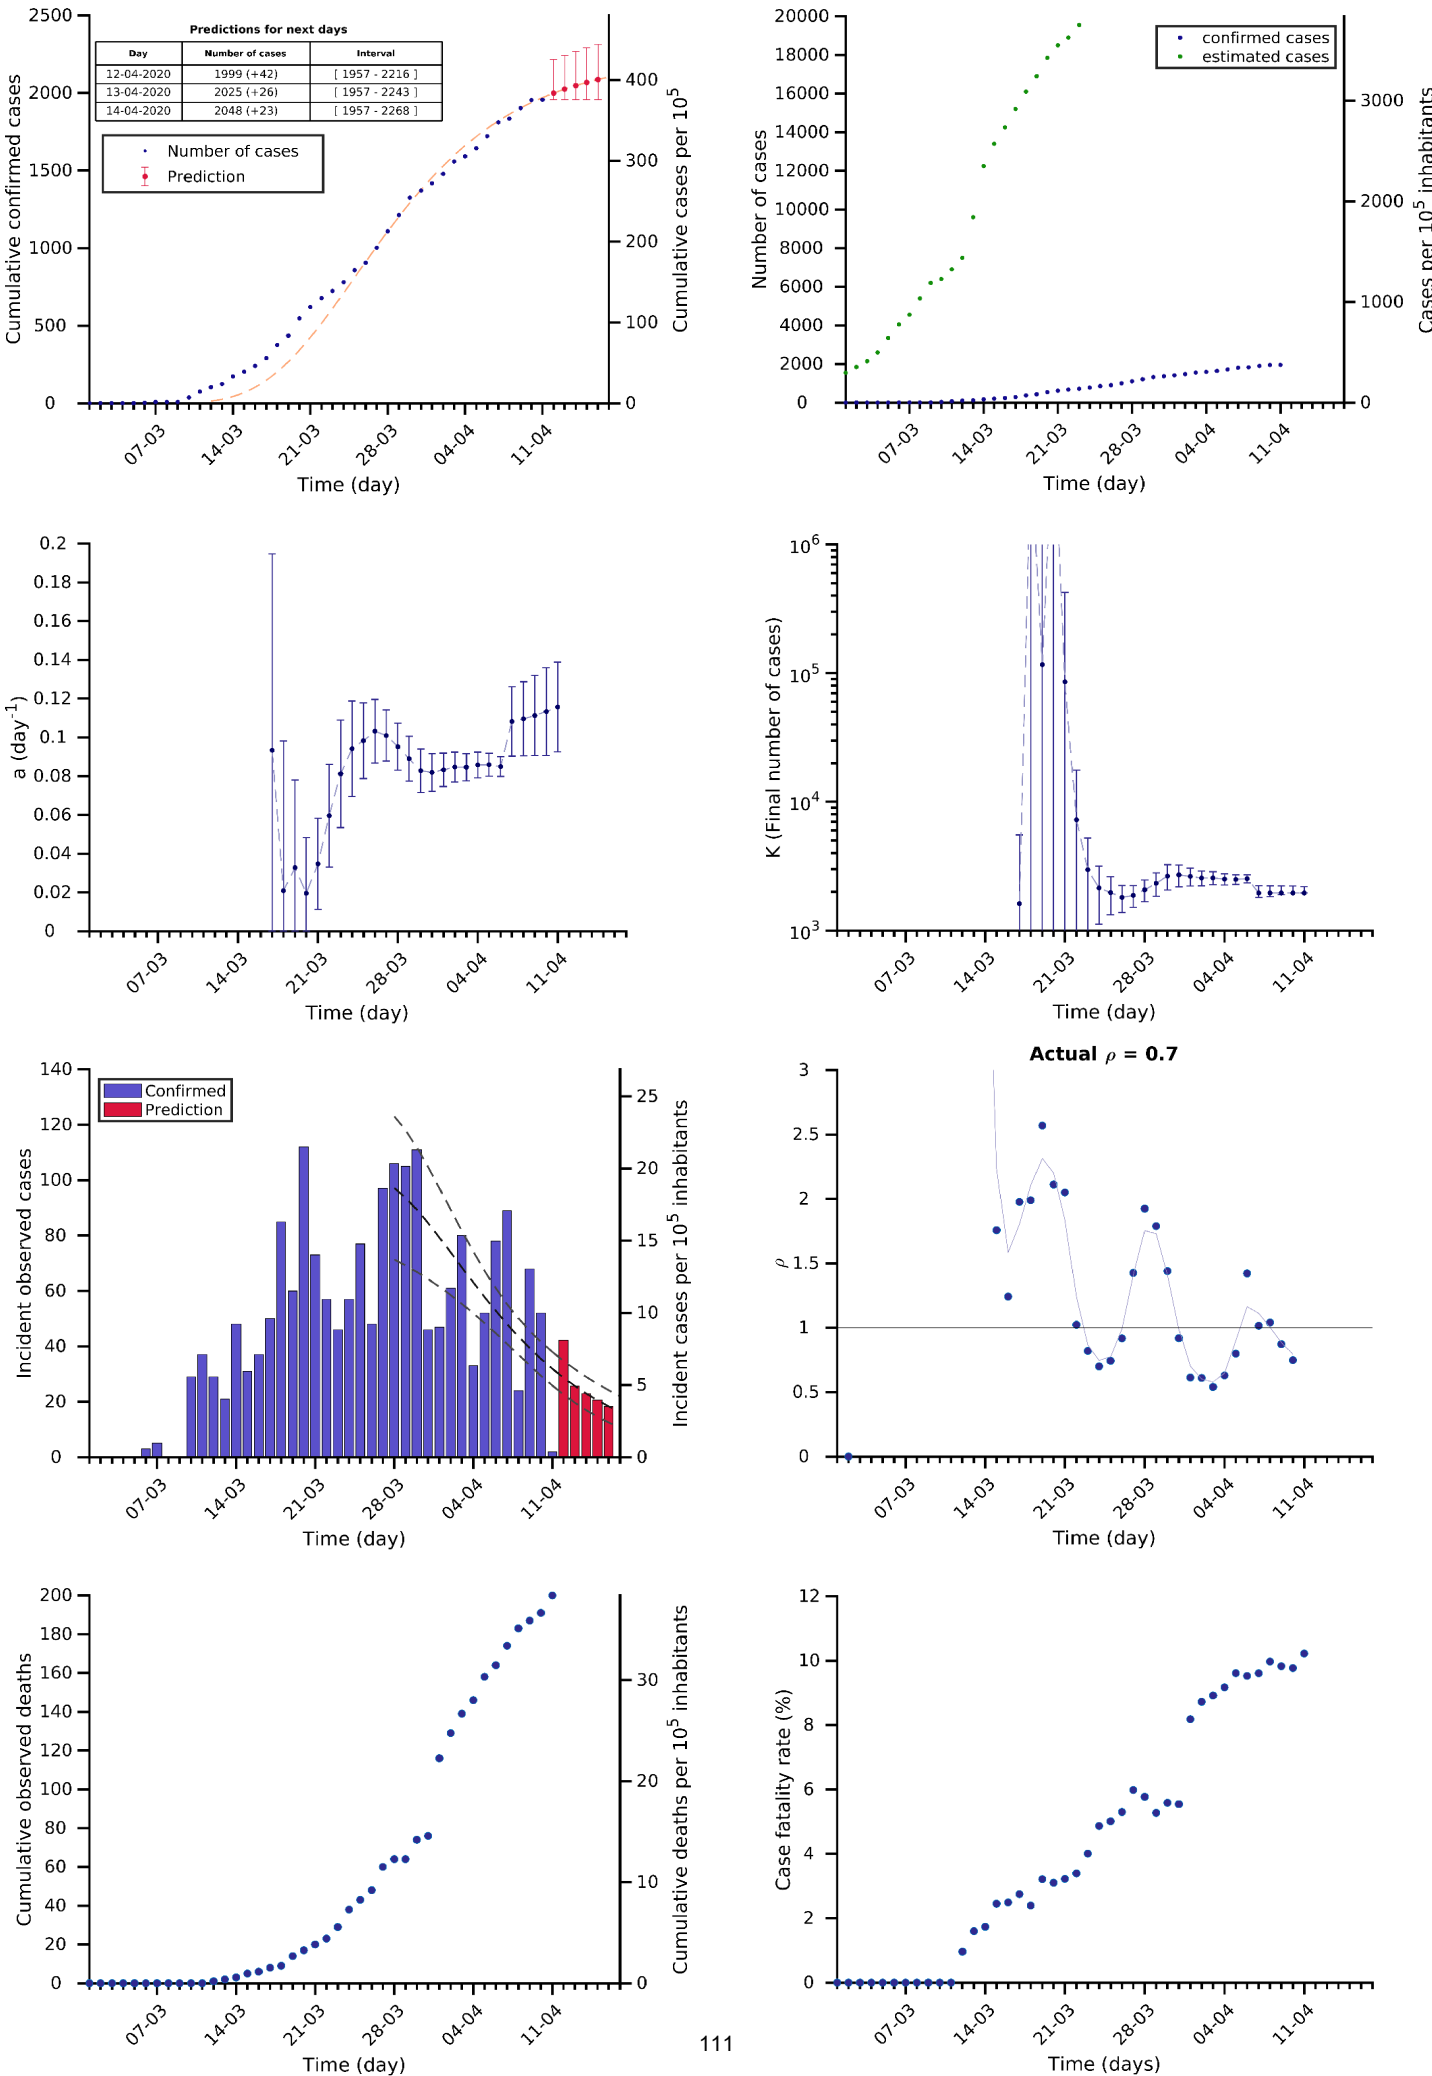 2500
2000
1500
1000
500
0
Cumulative confirmed cases
Predictions for next days
Day Number of cases Interval
12-04-2020 1999 (+42) [ 1957 - 2216 ]
13-04-2020 2025 (+26) [ 1957 - 2243 ]
14-04-2020 2048 (+23) [ 1957 - 2268 ]
Number of cases
Prediction
400
300
200
100
0
Cumulative cases per 10^5
07-03 14-03 21-03 28-03 04-04 11-04
Time (day)
20000
18000
16000
14000
12000
10000
8000
6000
4000
2000
0
Number of cases
confirmed cases
estimated cases
3000
2000
1000
0
Cases per 10^5 inhabitants
07-03 14-03 21-03 28-03 04-04 11-04
Time (day)
0.2
0.18
0.16
0.14
0.12
0.1
0.08
0.06
0.04
0.02
0
a (day^-1)
07-03 14-03 21-03 28-03 04-04 11-04
Time (day)
10^6
10^5
10^4
10^3
K (Final number of cases)
07-03 14-03 21-03 28-03 04-04 11-04
Time (day)
140
120
100
80
60
40
20
0
Incident observed cases
Confirmed
Prediction
25
20
15
10
5
0
Incident cases per 10^5 inhabitants
07-03 14-03 21-03 28-03 04-04 11-04
Time (day)
Actual ρ = 0.7
3
2.5
2
1.5
1
0.5
0
ρ
07-03 14-03 21-03 28-03 04-04 11-04
Time (day)
200
180
160
140
120
100
80
60
40
20
0
Cumulative observed deaths
30
20
10
0
Cumulative deaths per 10^5 inhabitants
07-03 14-03 21-03 28-03 04-04 11-04
Time (day)
12
10
8
6
4
2
0
Case fatality rate (%)
07-03 14-03 21-03 28-03 04-04 11-04
Time (days)
111